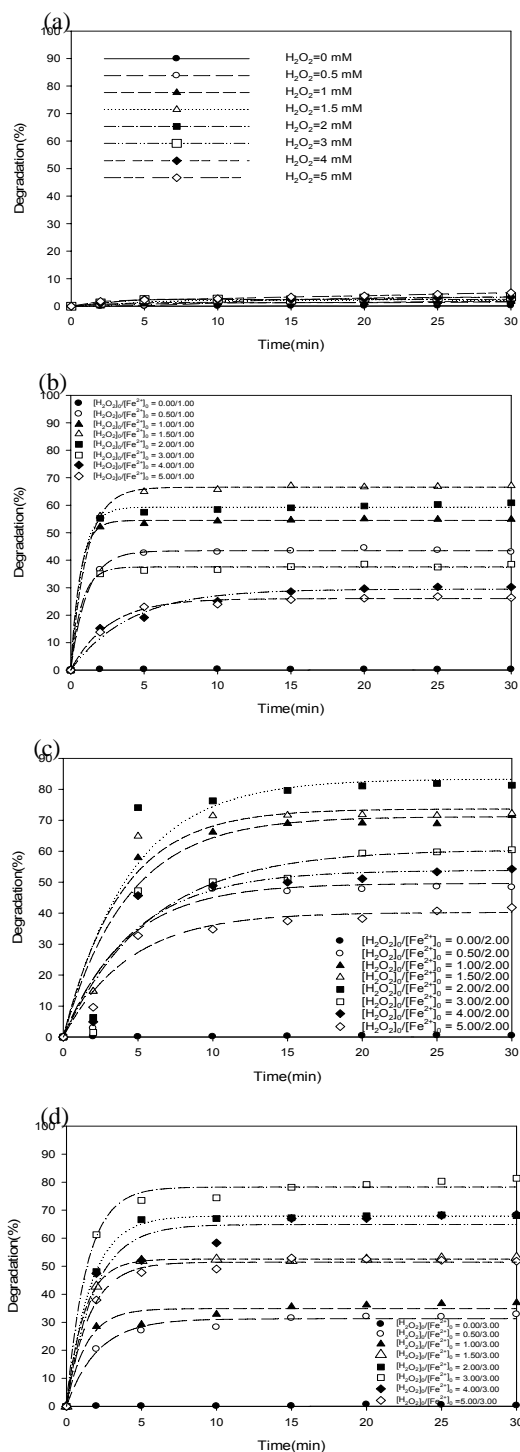 (a)
100
90
80
70
60
50
40
30
20
10
0
Degradation(%)
H₂O₂=0 mM
H₂O₂=0.5 mM
H₂O₂=1 mM
H₂O₂=1.5 mM
H₂O₂=2 mM
H₂O₂=3 mM
H₂O₂=4 mM
H₂O₂=5 mM
0 5 10 15 20 25 30
Time(min)
(b)
100
90
80
70
60
50
40
30
20
10
0
Degradation(%)
[H₂O₂]₀/[Fe²⁺]₀ = 0.00/1.00
[H₂O₂]₀/[Fe²⁺]₀ = 0.50/1.00
[H₂O₂]₀/[Fe²⁺]₀ = 1.00/1.00
[H₂O₂]₀/[Fe²⁺]₀ = 1.50/1.00
[H₂O₂]₀/[Fe²⁺]₀ = 2.00/1.00
[H₂O₂]₀/[Fe²⁺]₀ = 3.00/1.00
[H₂O₂]₀/[Fe²⁺]₀ = 4.00/1.00
[H₂O₂]₀/[Fe²⁺]₀ = 5.00/1.00
0 5 10 15 20 25 30
Time(min)
(c)
90
80
70
60
50
40
30
20
10
0
Degradation(%)
[H₂O₂]₀/[Fe²⁺]₀ = 0.00/2.00
[H₂O₂]₀/[Fe²⁺]₀ = 0.50/2.00
[H₂O₂]₀/[Fe²⁺]₀ = 1.00/2.00
[H₂O₂]₀/[Fe²⁺]₀ = 1.50/2.00
[H₂O₂]₀/[Fe²⁺]₀ = 2.00/2.00
[H₂O₂]₀/[Fe²⁺]₀ = 3.00/2.00
[H₂O₂]₀/[Fe²⁺]₀ = 4.00/2.00
[H₂O₂]₀/[Fe²⁺]₀ = 5.00/2.00
0 5 10 15 20 25 30
Time(min)
(d)
100
90
80
70
60
50
40
30
20
10
0
Degradation(%)
[H₂O₂]₀/[Fe²⁺]₀ = 0.00/3.00
[H₂O₂]₀/[Fe²⁺]₀ = 0.50/3.00
[H₂O₂]₀/[Fe²⁺]₀ = 1.00/3.00
[H₂O₂]₀/[Fe²⁺]₀ = 1.50/3.00
[H₂O₂]₀/[Fe²⁺]₀ = 2.00/3.00
[H₂O₂]₀/[Fe²⁺]₀ = 3.00/3.00
[H₂O₂]₀/[Fe²⁺]₀ = 4.00/3.00
[H₂O₂]₀/[Fe²⁺]₀ =5.00/3.00
0 5 10 15 20 25 30
Time(min)